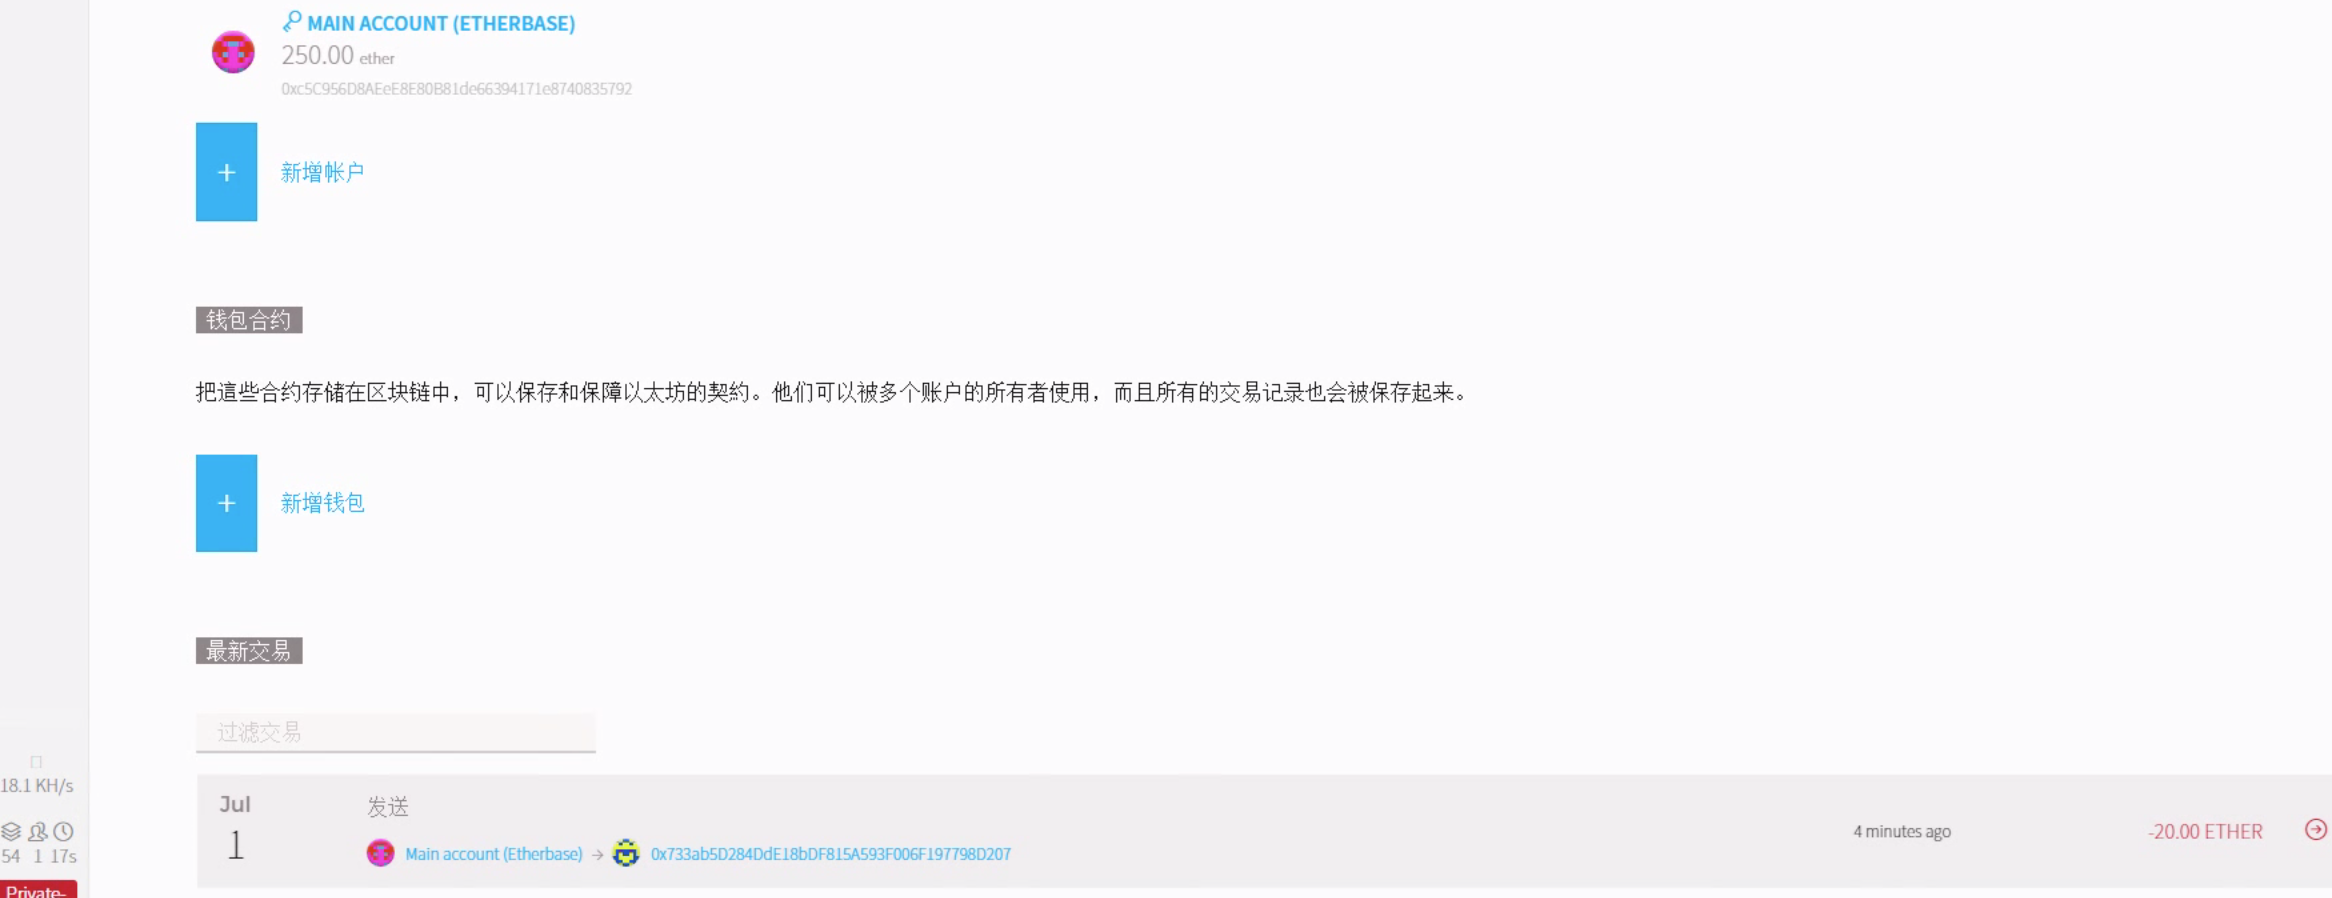 MAIN ACCOUNT (ETHERBASE)
250.00 ether
0xc5C956D8AEeE8E80B81de66394171e8740835792
+ 新增帐户
钱包合约
把這些合约存储在区块链中，可以保存和保障以太坊的契約。他们可以被多个账户的所有者使用，而且所有的交易记录也会被保存起来。
+ 新增钱包
最新交易
过滤交易
18.1 KH/s
54 1 17s
Private-
Jul 1
发送
Main account (Etherbase) → 0x733ab5D284DdE18bDF815A593F006F197798D207
4 minutes ago
-20.00 ETHER